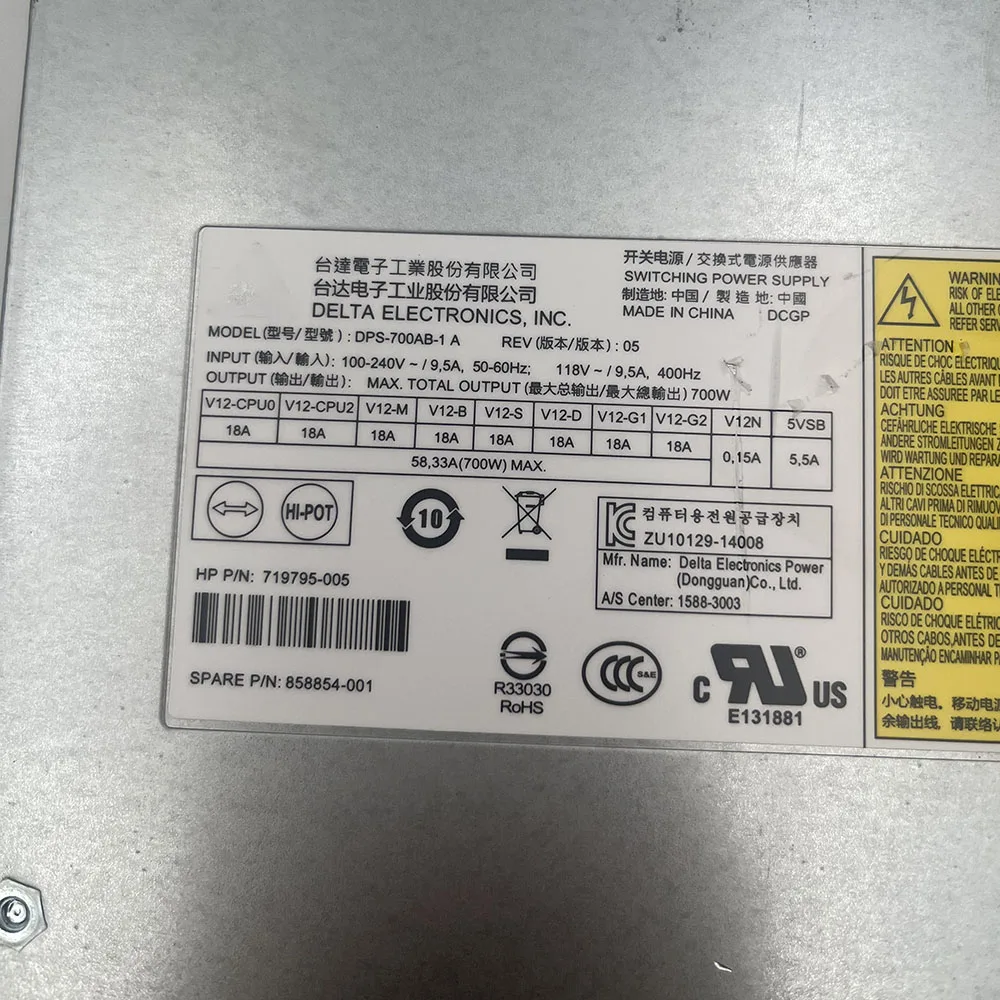 台達電子工業股份有限公司
台达电子工业股份有限公司
DELTA ELECTRONICS, INC.
开关电源/交換式電源供應器
SWITCHING POWER SUPPLY
制造地: 中国/ 製 造 地: 中國
MADE IN CHINA DCGP
MODEL(型号/型號): DPS-700AB-1 A REV (版本/版本): 05
INPUT (输入/輸入): 100-240V ~ / 9,5A, 50-60Hz; 118V ~ / 9,5A, 400Hz
OUTPUT (输出/輸出): MAX. TOTAL OUTPUT (最大总输出/最大總輸出) 700W
V12-CPU0 V12-CPU2 V12-M V12-B V12-S V12-D V12-G1 V12-G2 V12N 5VSB
18A 18A 18A 18A 18A 18A 18A 18A 0,15A 5,5A
58,33A(700W) MAX.
HI-POT
10
컴퓨터용전원공급장치
ZU10129-14008
Mfr. Name: Delta Electronics Power
(Dongguan)Co., Ltd.
A/S Center: 1588-3003
HP P/N: 719795-005
SPARE P/N: 858854-001
R33030
RoHS
CCC S&E
C RU ® US
E131881
WARNIN
RISK OF ELE
ALL OTHER C
REFER SERV
ATTENTION
RISQUE DE CHOC ELECTRIQU
LES AUTRES CÂBLES AVANT
DOIT ETRE ASSUREE PAR LE
ACHTUNG
CEFÄHRLICHE ELEKTRISCHE
ANDERE STROMLEITUNGEN
WIRD WARTUNG UND REPARA
ATTENZIONE
RISCHIO DI SCOSSA ELETTRIC
ALTRI CAVI PRIMA DI RIMUOV
DI PERSONALE TECNICO QUAL
CUIDADO
RIESGO DE CHOQUE ELÉCTR
Y DEMÁS CABLES ANTES DE
AUTORIZADO A PERSONAL T
CUIDADO
RISCO DE CHOQUE ELÉTRIC
OTROS CABOS,ANTES DE
MANUTENÇÃO ENCAMINHAR PA
警告
小心触电。移动电源
余输出线，请联络认